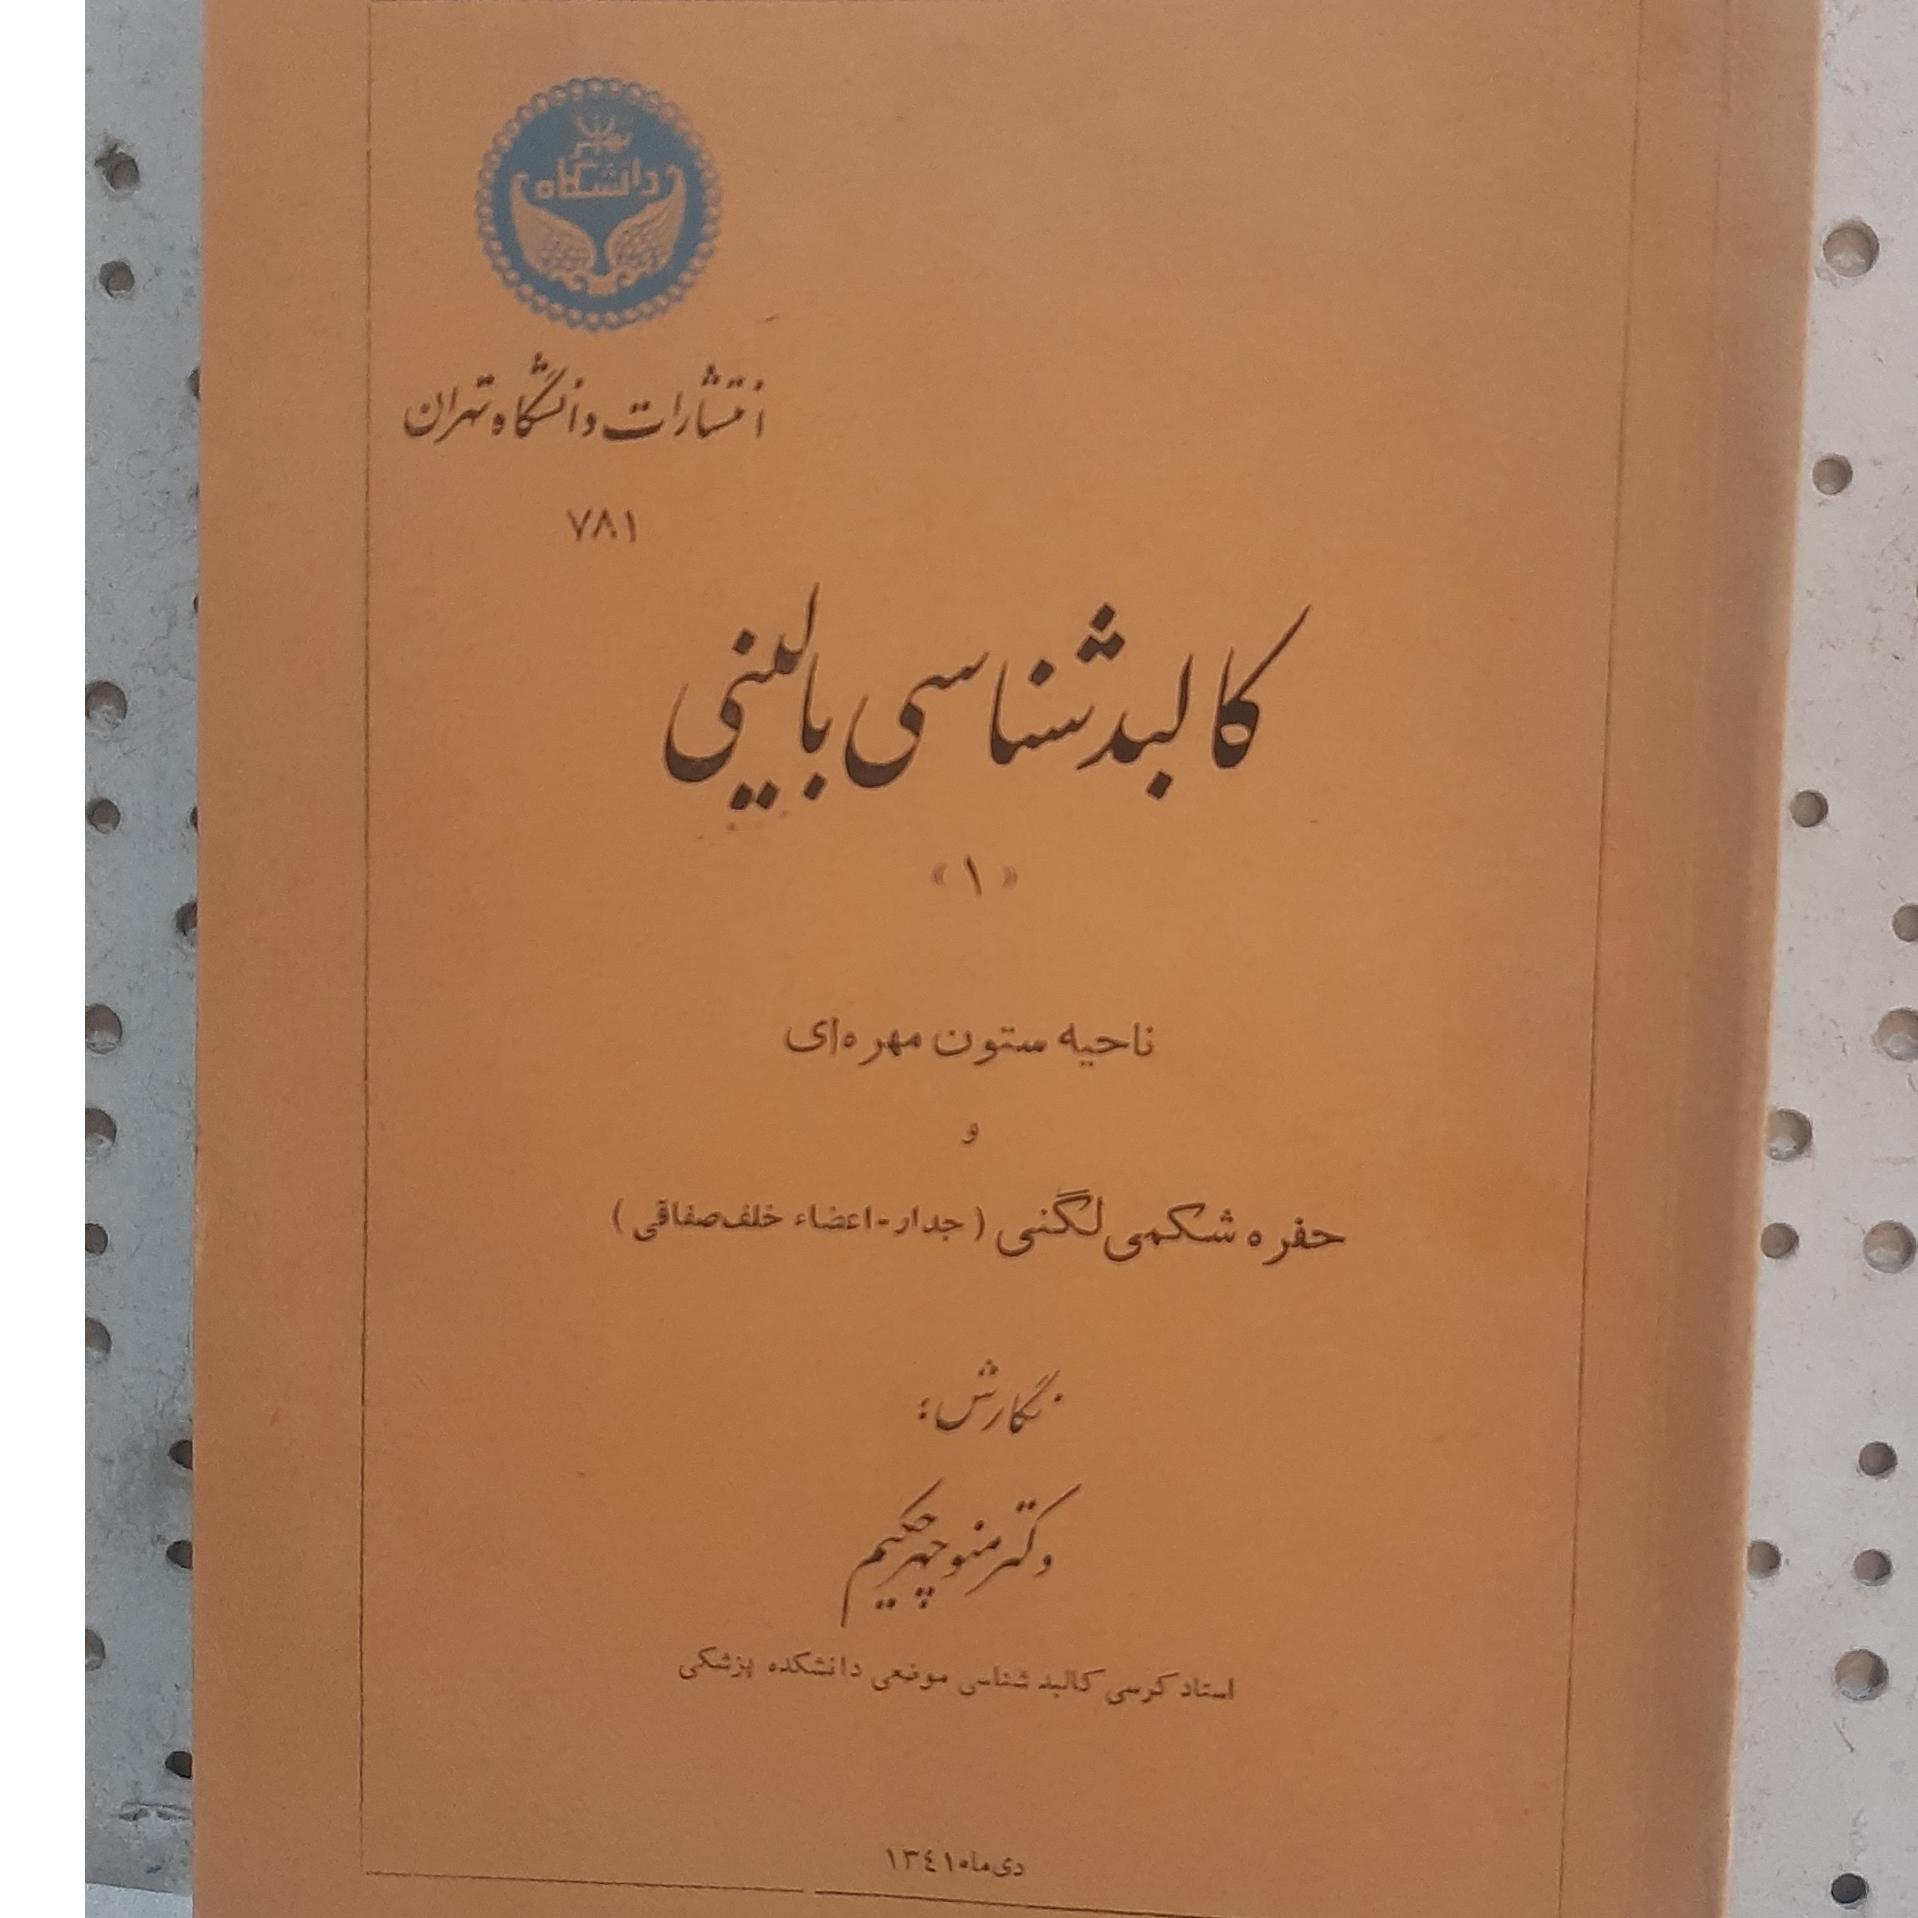 دانشگاه تهران
انتشارات دانشگاه تهران
۷۸۱
کالبدشناسی بالینی
«۱»
ناحیه ستون مهره‌ای
و
حفره شکمی لگنی (جدار-اعضاء خلف صفاقی)
نگارش:
دکتر منوچهر حکیم
استاد کرسی کالبد شناسی موضعی دانشکده پزشکی
دی ماه ۱۳۴۱